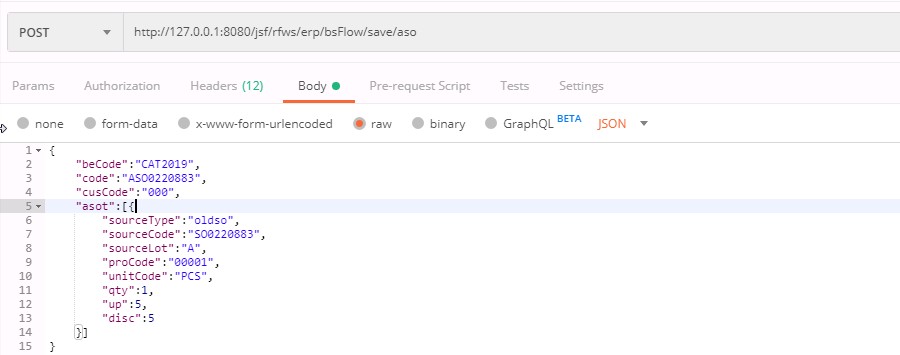 POST http://127.0.0.1:8080/jsf/rfws/erp/bsFlow/save/aso
Params Authorization Headers (12) Body Pre-request Script Tests Settings
none form-data x-www-form-urlencoded raw binary GraphQL BETA JSON
1 {
2 "beCode":"CAT2019",
3 "code":"ASO0220883",
4 "cusCode":"000",
5 "asot":[{
6 "sourceType":"oldso",
7 "sourceCode":"SO0220883",
8 "sourceLot":"A",
9 "proCode":"00001",
10 "unitCode":"PCS",
11 "qty":1,
12 "up":5,
13 "disc":5
14 }]
15 }